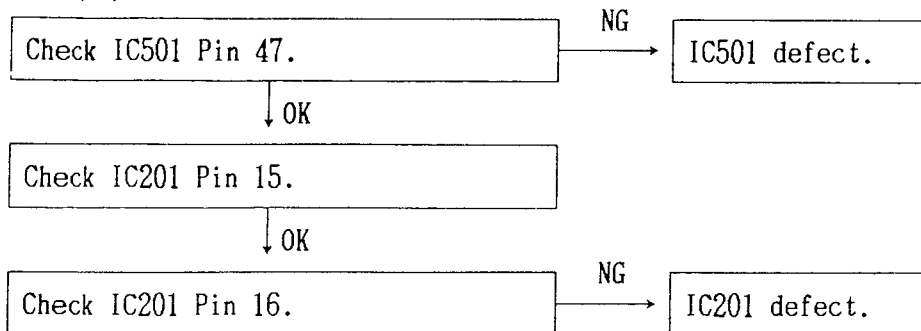 Check IC501 Pin 47.
NG
IC501 defect.
OK
Check IC201 Pin 15.
OK
Check IC201 Pin 16.
NG
IC201 defect.